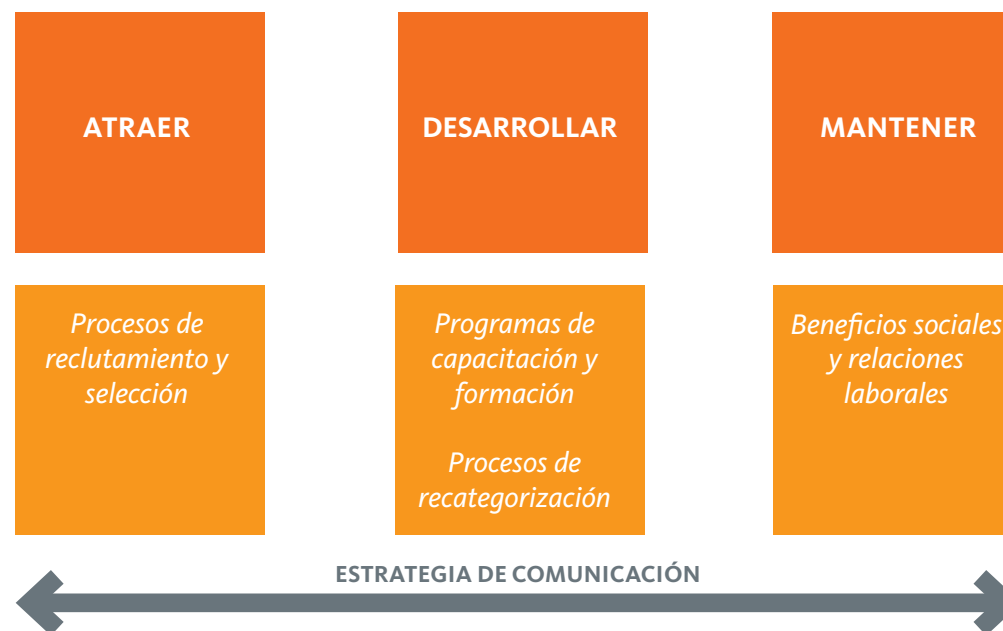 ATRAER
DESARROLLAR
MANTENER
Procesos de
reclutamiento y
selección
Programas de
capacitación y
formación
Procesos de
recategorización
Beneficios sociales
y relaciones
laborales
ESTRATEGIA DE COMUNICACIÓN